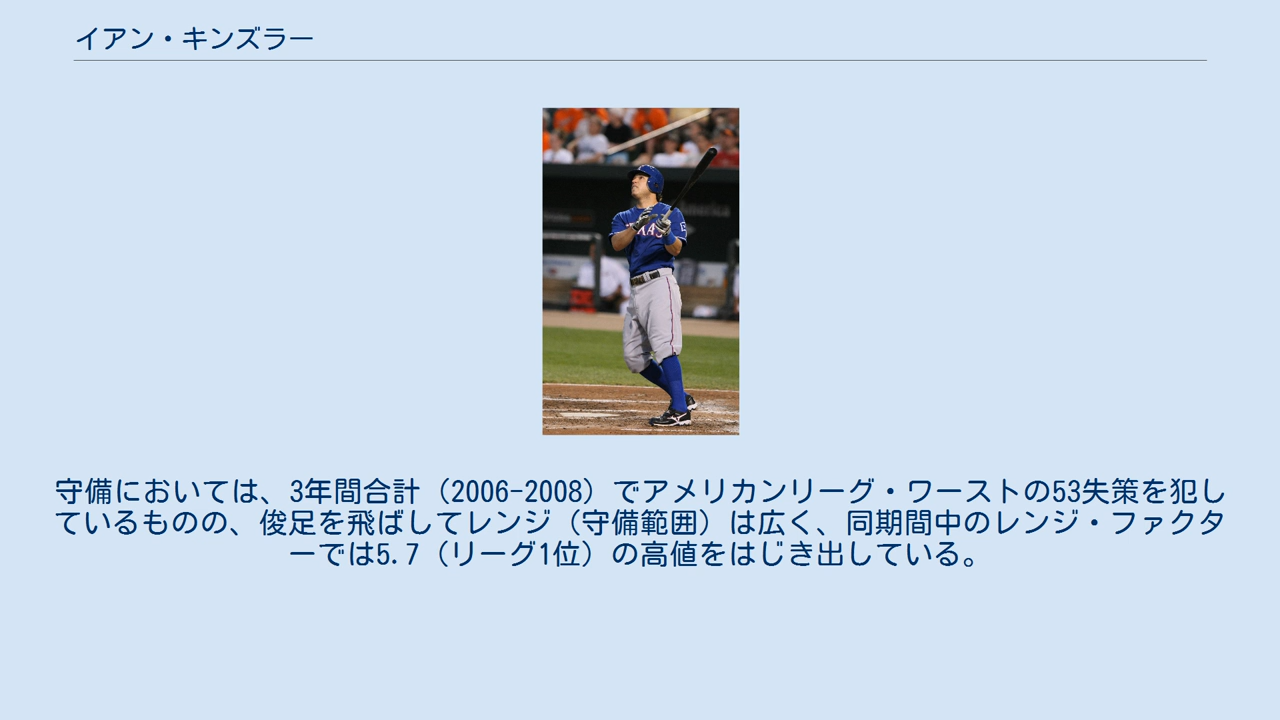 イアン・キンズラー
守備においては、3年間合計（2006-2008）でアメリカンリーグ・ワーストの53失策を犯し
ているものの、俊足を飛ばしてレンジ（守備範囲）は広く、同期間中のレンジ・ファクタ
ーでは5.7（リーグ1位）の高値をはじき出している。